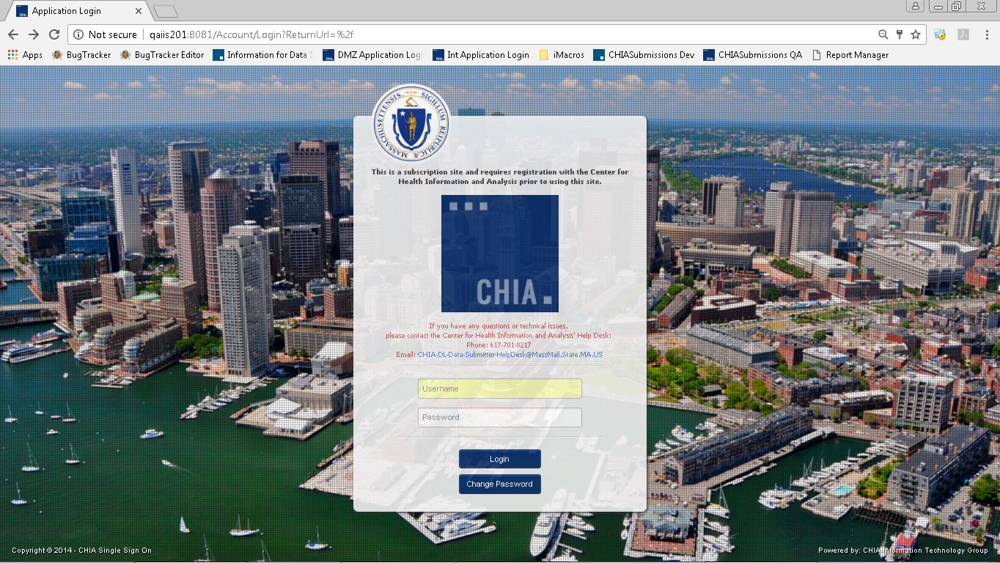 Application Login
Not secure
qaiis201:8081/Account/Login?ReturnUrl=%2f
Apps
BugTracker
BugTracker Editor
Information for Data S
DMZ Application Logi
Int Application Login
iMacros
CHIASubmissions Dev
CHIASubmissions QA
Report Manager
MASSACHUSETTENSIS. SIGILLUM REIPUBLICÆ
This is a subscription site and requires registration with the Center for
Health Information and Analysis prior to using this site.
CHIA.
If you have any questions or technical issues,
please contact the Center for Health Information and Analysis' Help Desk:
Phone: 617-701-8217
Email: CHIA-DL-Data-Submitter-HelpDesk@MassMail.State.MA.US
Username
Password
Login
Change Password
Copyright © 2014 - CHIA Single Sign On
Powered by: CHIA Information Technology Group